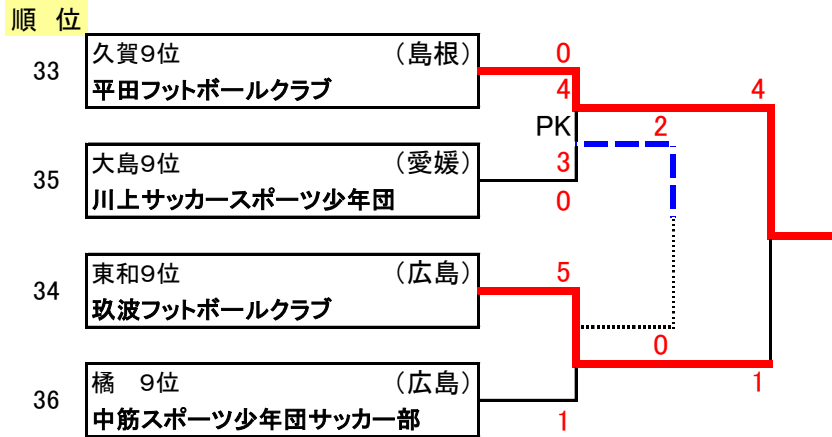 順 位
33
久賀9位 (島根)
平田フットボールクラブ
0
4
4
PK
2
35
大島9位 (愛媛)
川上サッカースポーツ少年団
3
0
34
東和9位 (広島)
玖波フットボールクラブ
5
0
36
橘 9位 (広島)
中筋スポーツ少年団サッカー部
1
1